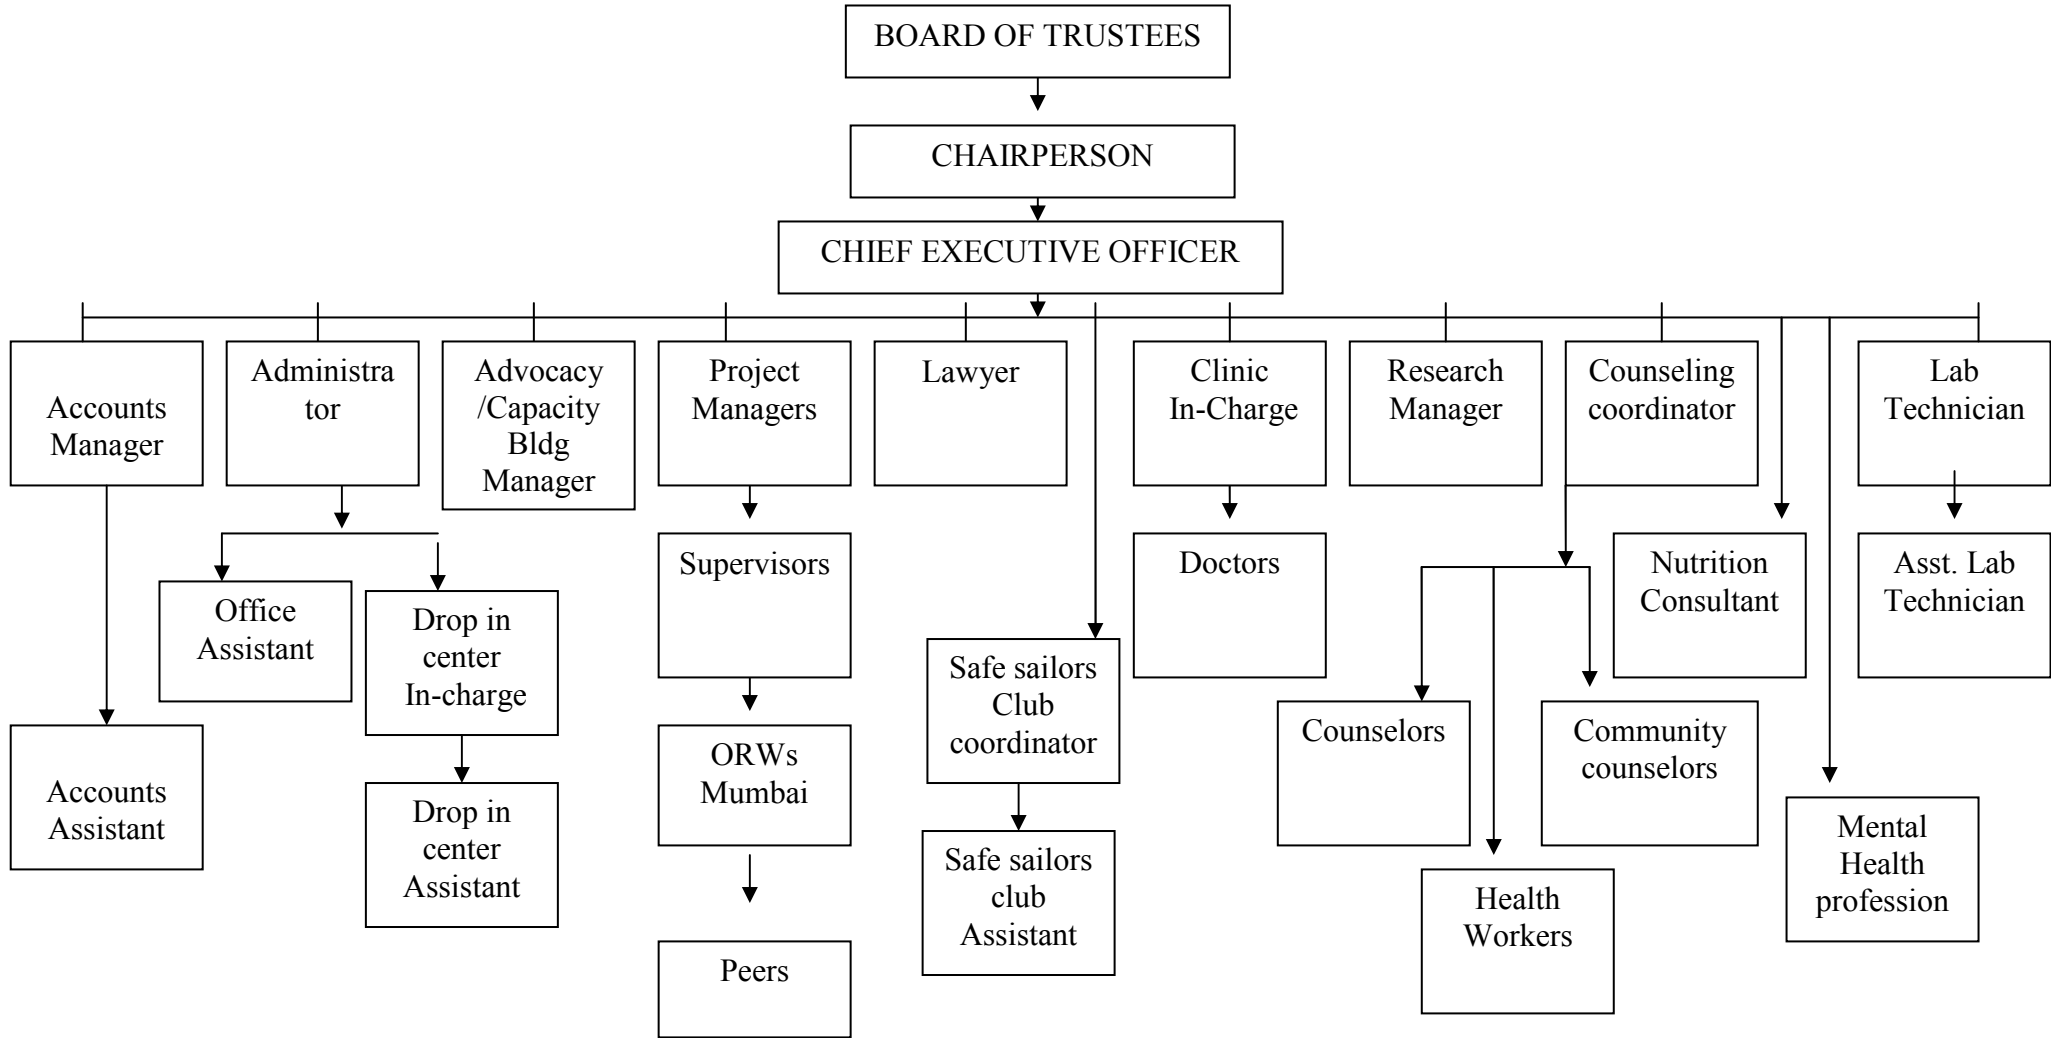 BOARD OF TRUSTEES
CHAIRPERSON
CHIEF EXECUTIVE OFFICER
Accounts
Manager
Administra
tor
Advocacy
/Capacity
Bldg
Manager
Project
Managers
Lawyer
Clinic
In-Charge
Research
Manager
Counseling
coordinator
Lab
Technician
Supervisors
Doctors
Nutrition
Consultant
Asst. Lab
Technician
Office
Assistant
Drop in
center
In-charge
Safe sailors
Club
coordinator
Counselors
Community
counselors
Accounts
Assistant
ORWs
Mumbai
Drop in
center
Assistant
Mental
Health
profession
Safe sailors
club
Assistant
Health
Workers
Peers